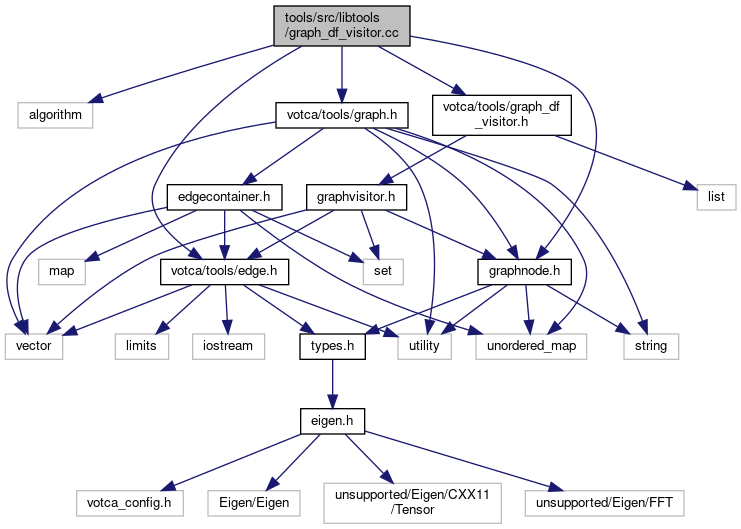 tools/src/libtools
/graph_df_visitor.cc
algorithm
votca/tools/graph.h
votca/tools/graph_df
_visitor.h
edgecontainer.h
graphvisitor.h
list
map
votca/tools/edge.h
set
graphnode.h
vector
limits
iostream
types.h
utility
unordered_map
string
eigen.h
votca_config.h
Eigen/Eigen
unsupported/Eigen/CXX11
/Tensor
unsupported/Eigen/FFT